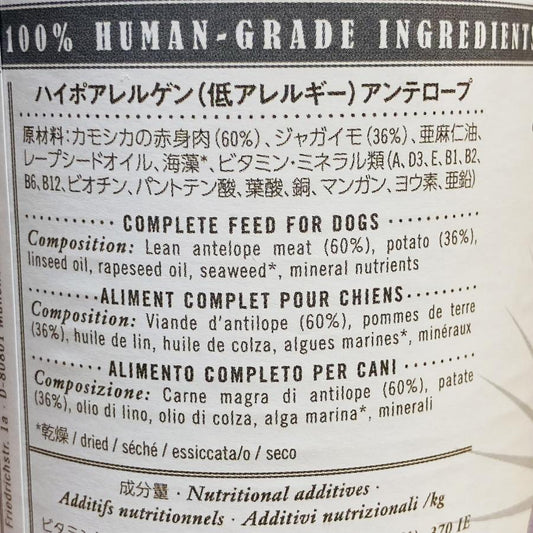 100% HUMAN-GRADE INGREDIENTS
ハイポアレルゲン(低アレルギー)アンテロープ
原材料:カモシカの赤身肉(60%)、ジャガイモ(36%)、亜麻仁油、
レープシードオイル、海藻*、ビタミン・ミネラル類(A、D3、E、B1、B2、
B6、B12、ビオチン、パントテン酸、葉酸、銅、マンガン、ヨウ素、亜鉛)
COMPLETE FEED FOR DOGS
Composition: Lean antelope meat (60%), potato (36%),
linseed oil, rapeseed oil, seaweed*, mineral nutrients
ALIMENT COMPLET POUR CHIENS
Composition: Viande d'antilope (60%), pommes de terre
(36%), huile de lin, huile de colza, algues marines*, minéraux
ALIMENTO COMPLETO PER CANI
Composizione: Carne magra di antilope (60%), patate
(36%), olio di lino, olio di colza, alga marina*, minerali
*乾燥 / dried / séché / essiccata/o / seco
成分量 · Nutritional additives ·
Additifs nutritionnels · Additivi nutrizionali /kg
370 IE
Friedrichstr. 1a · D-80801